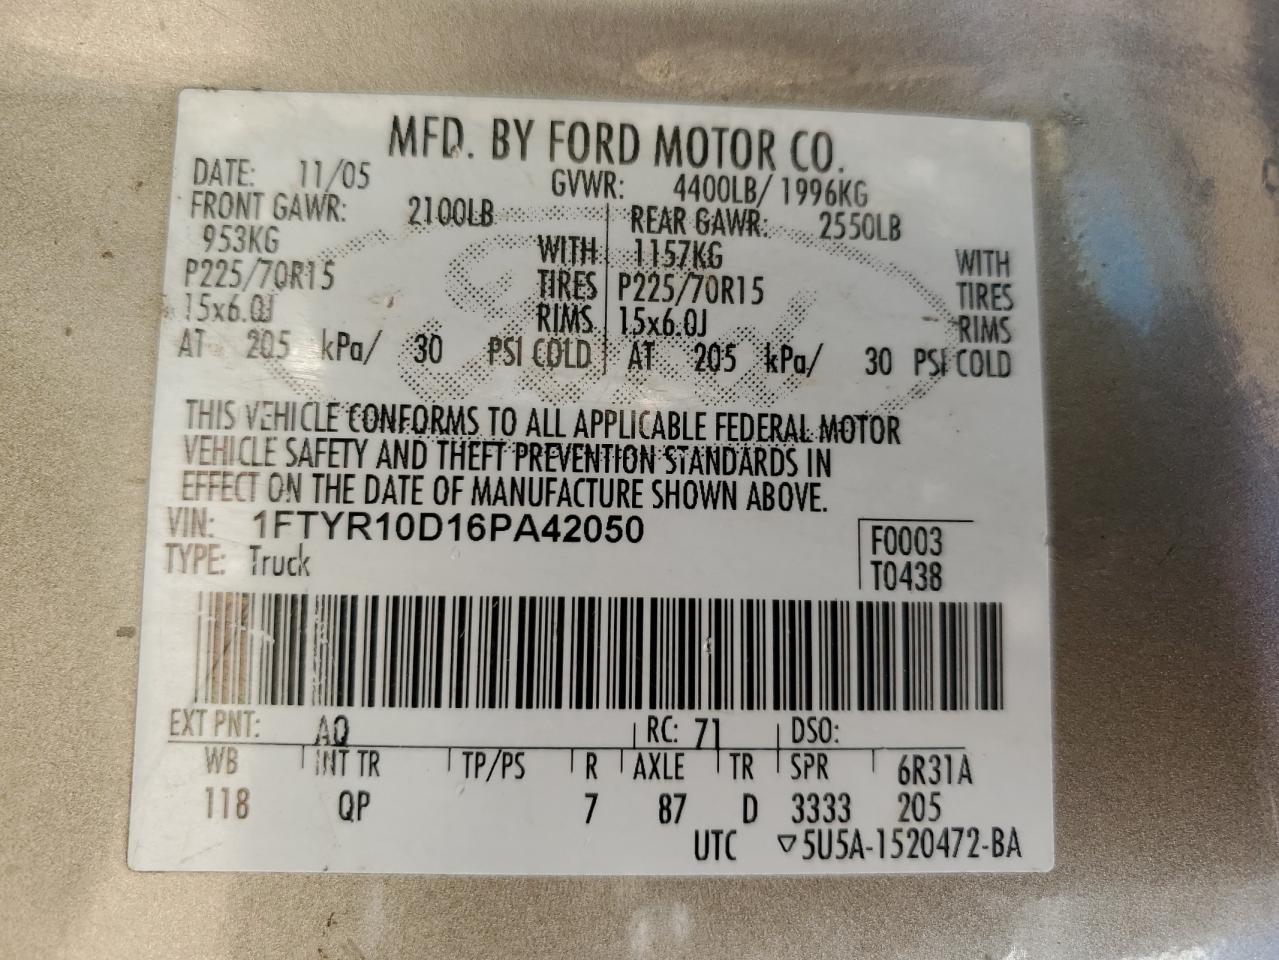 MFD. BY FORD MOTOR CO.
DATE: 11/05 GVWR: 4400LB/ 1996KG
FRONT GAWR: 2100LB REAR GAWR: 2550LB
953KG WITH 1157KG WITH
P225/70R15 TIRES P225/70R15 TIRES
15x6.0J RIMS 15x6.0J RIMS
AT 205 kPa/ 30 PSI COLD AT 205 kPa/ 30 PSI COLD
THIS VEHICLE CONFORMS TO ALL APPLICABLE FEDERAL MOTOR
VEHICLE SAFETY AND THEFT PREVENTION STANDARDS IN
EFFECT ON THE DATE OF MANUFACTURE SHOWN ABOVE.
VIN: 1FTYR10D16PA42050 F0003
TYPE: Truck T0438
EXT PNT: AQ RC: 71 DSO:
WB INT TR TP/PS R AXLE TR SPR 6R31A
118 QP 7 87 D 3333 205
UTC ▽5U5A-1520472-BA